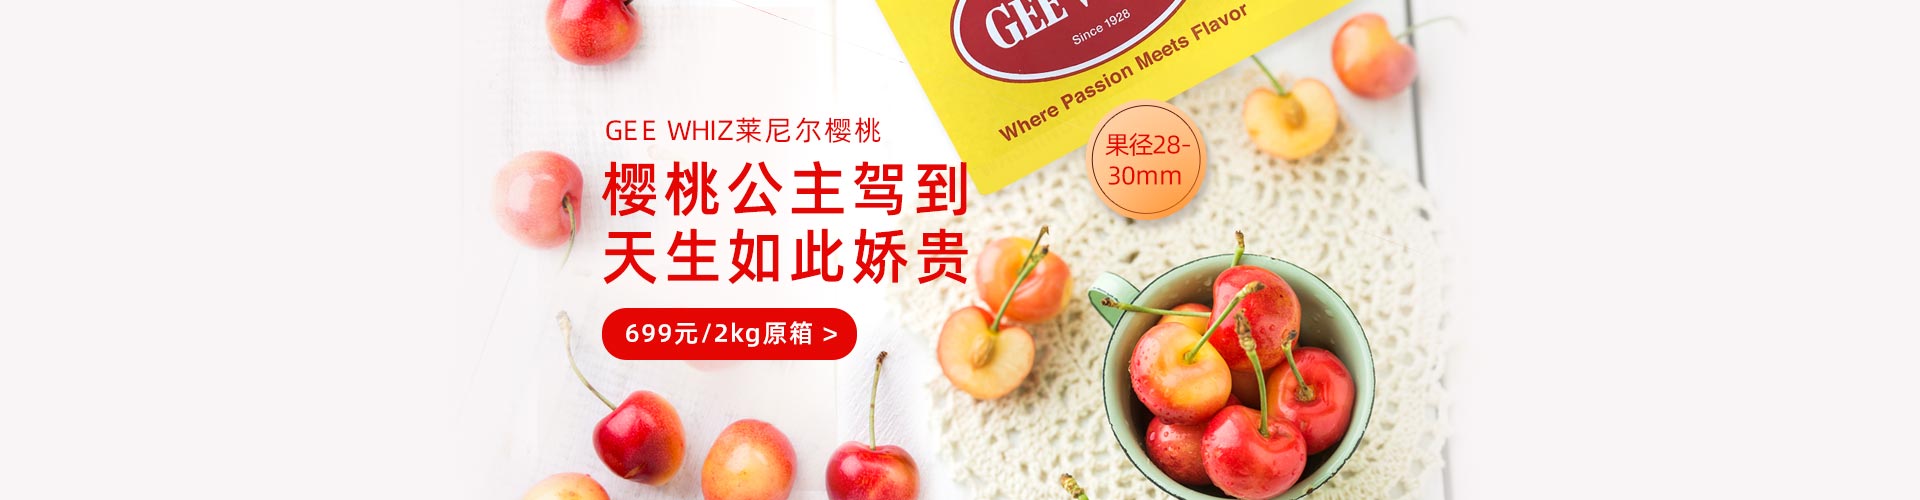 GEE
Since 1928
Where Passion Meets Flavor
GEE WHIZ莱尼尔樱桃
樱桃公主驾到
天生如此娇贵
699元/2kg原箱 >
果径28-
30mm